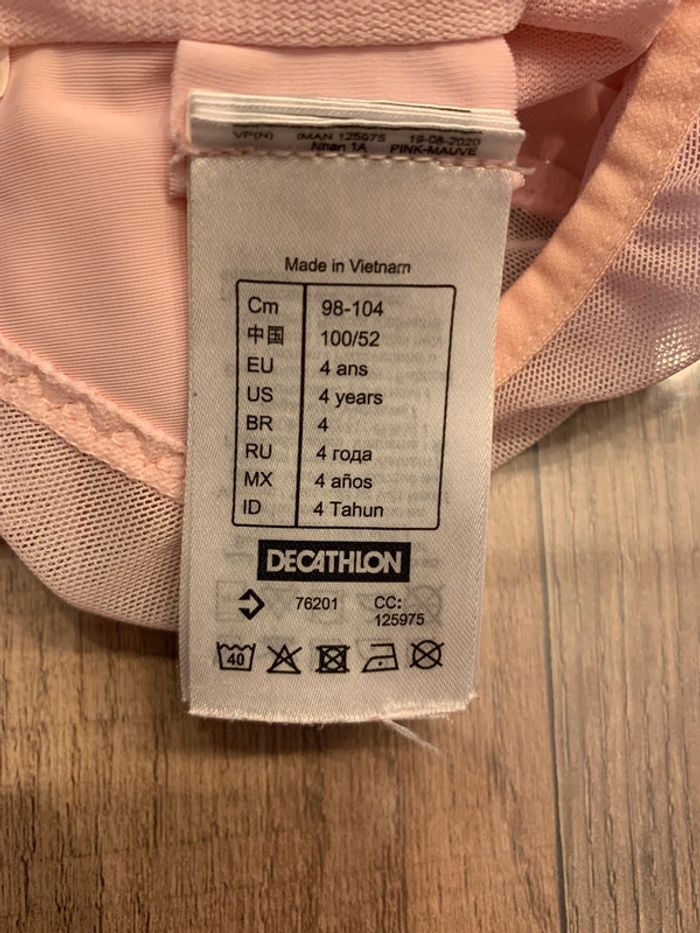 VP(N) IMAN 125975 19-08-2020
Nhan 1A PINK-MAUVE
Made in Vietnam
Cm 98-104
中国 100/52
EU 4 ans
US 4 years
BR 4
RU 4 года
MX 4 años
ID 4 Tahun
DECATHLON
76201 CC:
125975
40